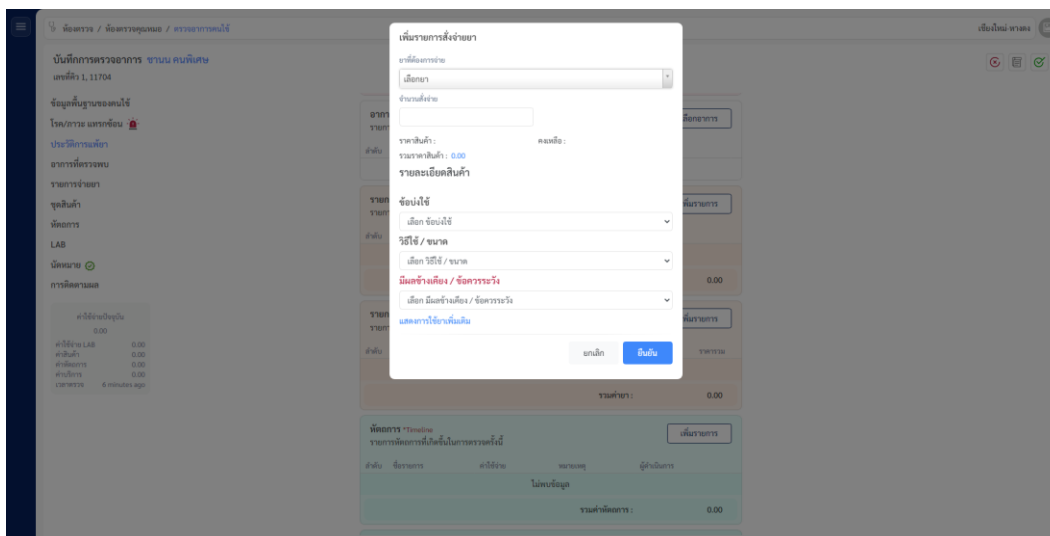 ห้องตรวจ / ห้องตรวจคุณหมอ / ตรวจอาการคนไข้
เชียงใหม่-หางดง
บันทึกการตรวจอาการ ชานน คนพิเศษ
เลขที่คิว 1, 11704
ข้อมูลพื้นฐานของคนไข้
โรค/ภาวะ แทรกซ้อน
ประวัติการแพ้ยา
อาการที่ตรวจพบ
รายการจ่ายยา
ชุดสินค้า
หัตถการ
LAB
นัดหมาย
การติดตามผล
ค่าใช้จ่ายปัจจุบัน
0.00
ค่าใช้จ่าย LAB 0.00
ค่าสินค้า 0.00
ค่าหัตถการ 0.00
ค่าบริการ 0.00
เวลาตรวจ 6 minutes ago
เพิ่มรายการสั่งจ่ายยา
ยาที่ต้องการจ่าย
เลือกยา
จำนวนสั่งจ่าย
ราคาสินค้า : คงเหลือ :
รวมราคาสินค้า : 0.00
รายละเอียดสินค้า
ข้อบ่งใช้
เลือก ข้อบ่งใช้
วิธีใช้ / ขนาด
เลือก วิธีใช้ / ขนาด
มีผลข้างเคียง / ข้อควรระวัง
เลือก มีผลข้างเคียง / ข้อควรระวัง
แสดงการใช้ยาเพิ่มเติม
ยกเลิก ยืนยัน
ลำดับ
ลำดับ
0.00
ลำดับ ราคารวม
รวมค่ายา : 0.00
หัตถการ *Timeline
รายการหัตถการที่เกิดขึ้นในการตรวจครั้งนี้
เพิ่มรายการ
ลำดับ ชื่อรายการ ค่าใช้จ่าย หมายเหตุ ผู้ดำเนินการ
ไม่พบข้อมูล
รวมค่าหัตถการ : 0.00